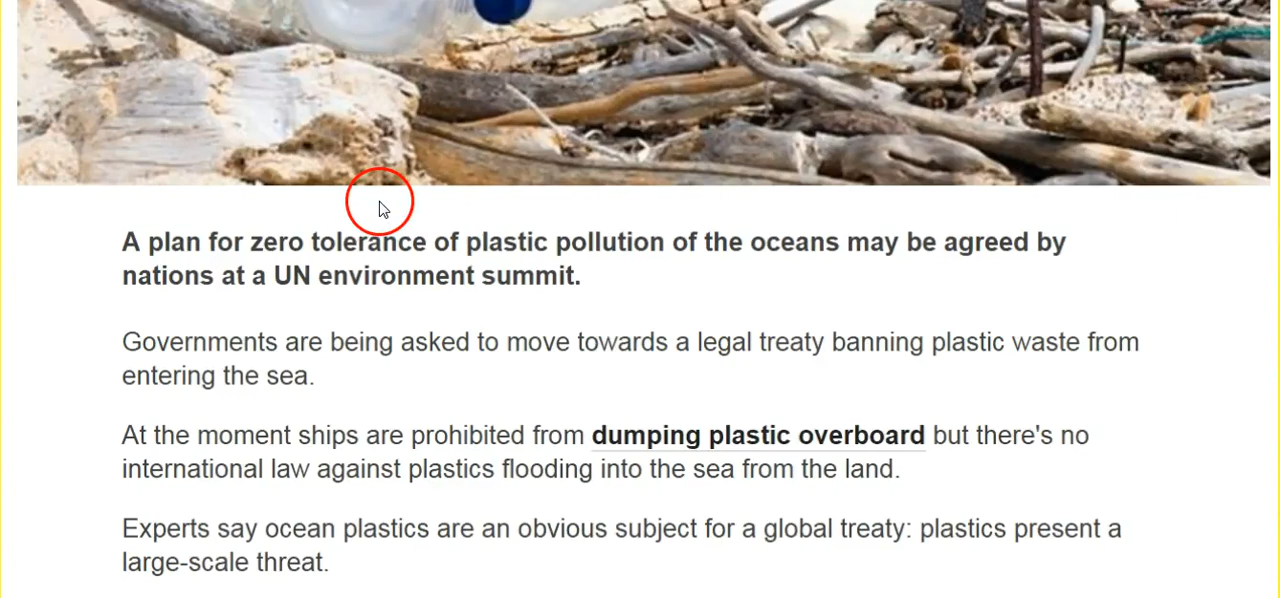 A plan for zero tolerance of plastic pollution of the oceans may be agreed by
nations at a UN environment summit.
Governments are being asked to move towards a legal treaty banning plastic waste from
entering the sea.
At the moment ships are prohibited from dumping plastic overboard but there's no
international law against plastics flooding into the sea from the land.
Experts say ocean plastics are an obvious subject for a global treaty: plastics present a
large-scale threat.